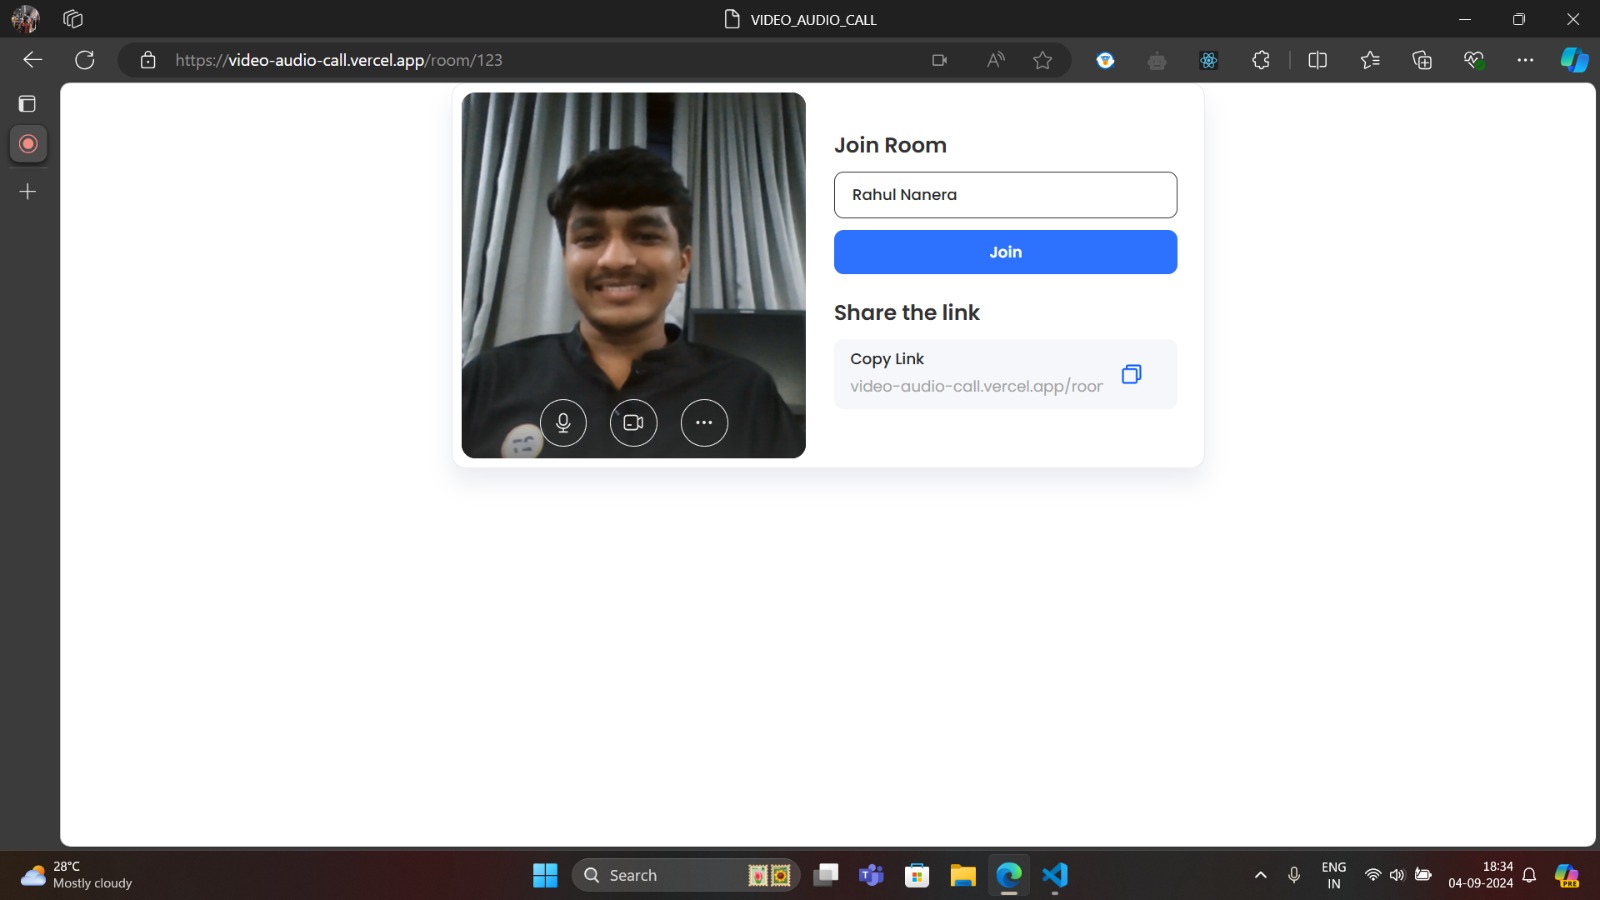 VIDEO_AUDIO_CALL
https://video-audio-call.vercel.app/room/123
Join Room
Rahul Nanera
Join
Share the link
Copy Link
video-audio-call.vercel.app/roor
28°C
Mostly cloudy
Search
ENG
IN
18:34
04-09-2024
PRE